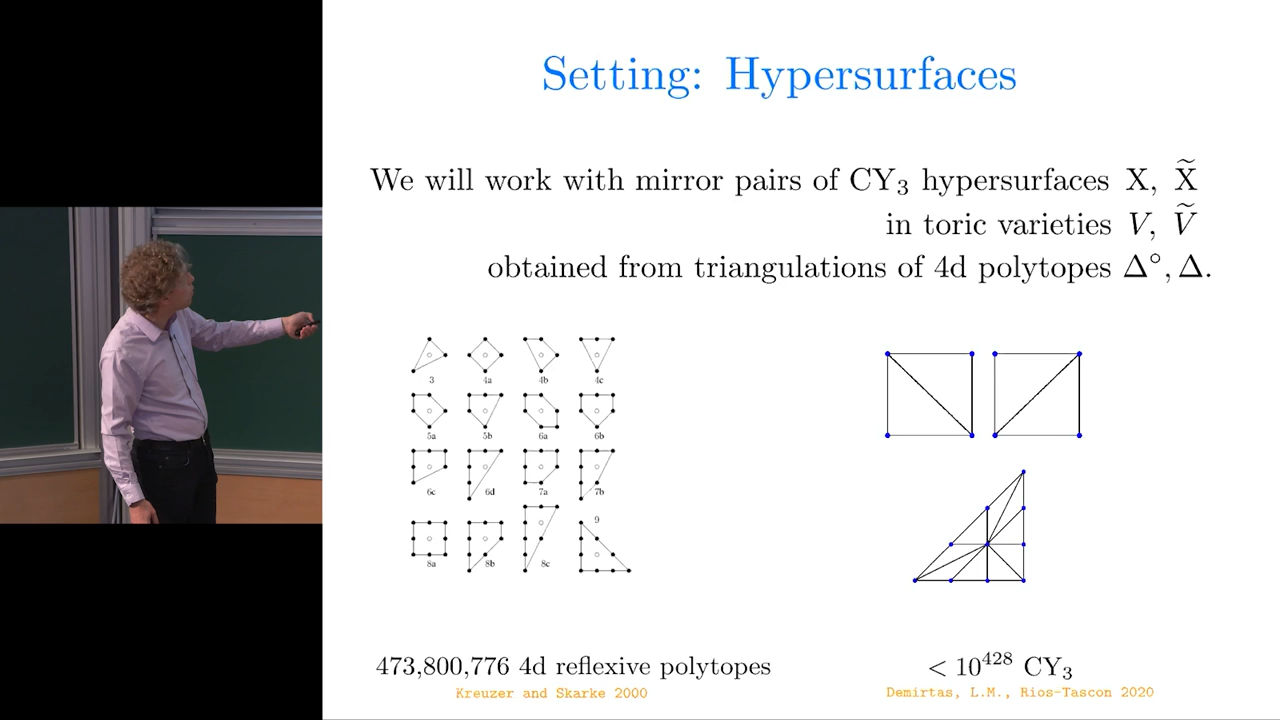 Setting: Hypersurfaces
We will work with mirror pairs of CY₃ hypersurfaces X, X̃
in toric varieties V, Ṽ
obtained from triangulations of 4d polytopes Δ°, Δ.
3 4a 4b 4c
5a 5b 6a 6b
6c 6d 7a 7b
8a 8b 8c 9
473,800,776 4d reflexive polytopes
Kreuzer and Skarke 2000
< 10⁴²⁸ CY₃
Demirtas, L.M., Rios-Tascon 2020